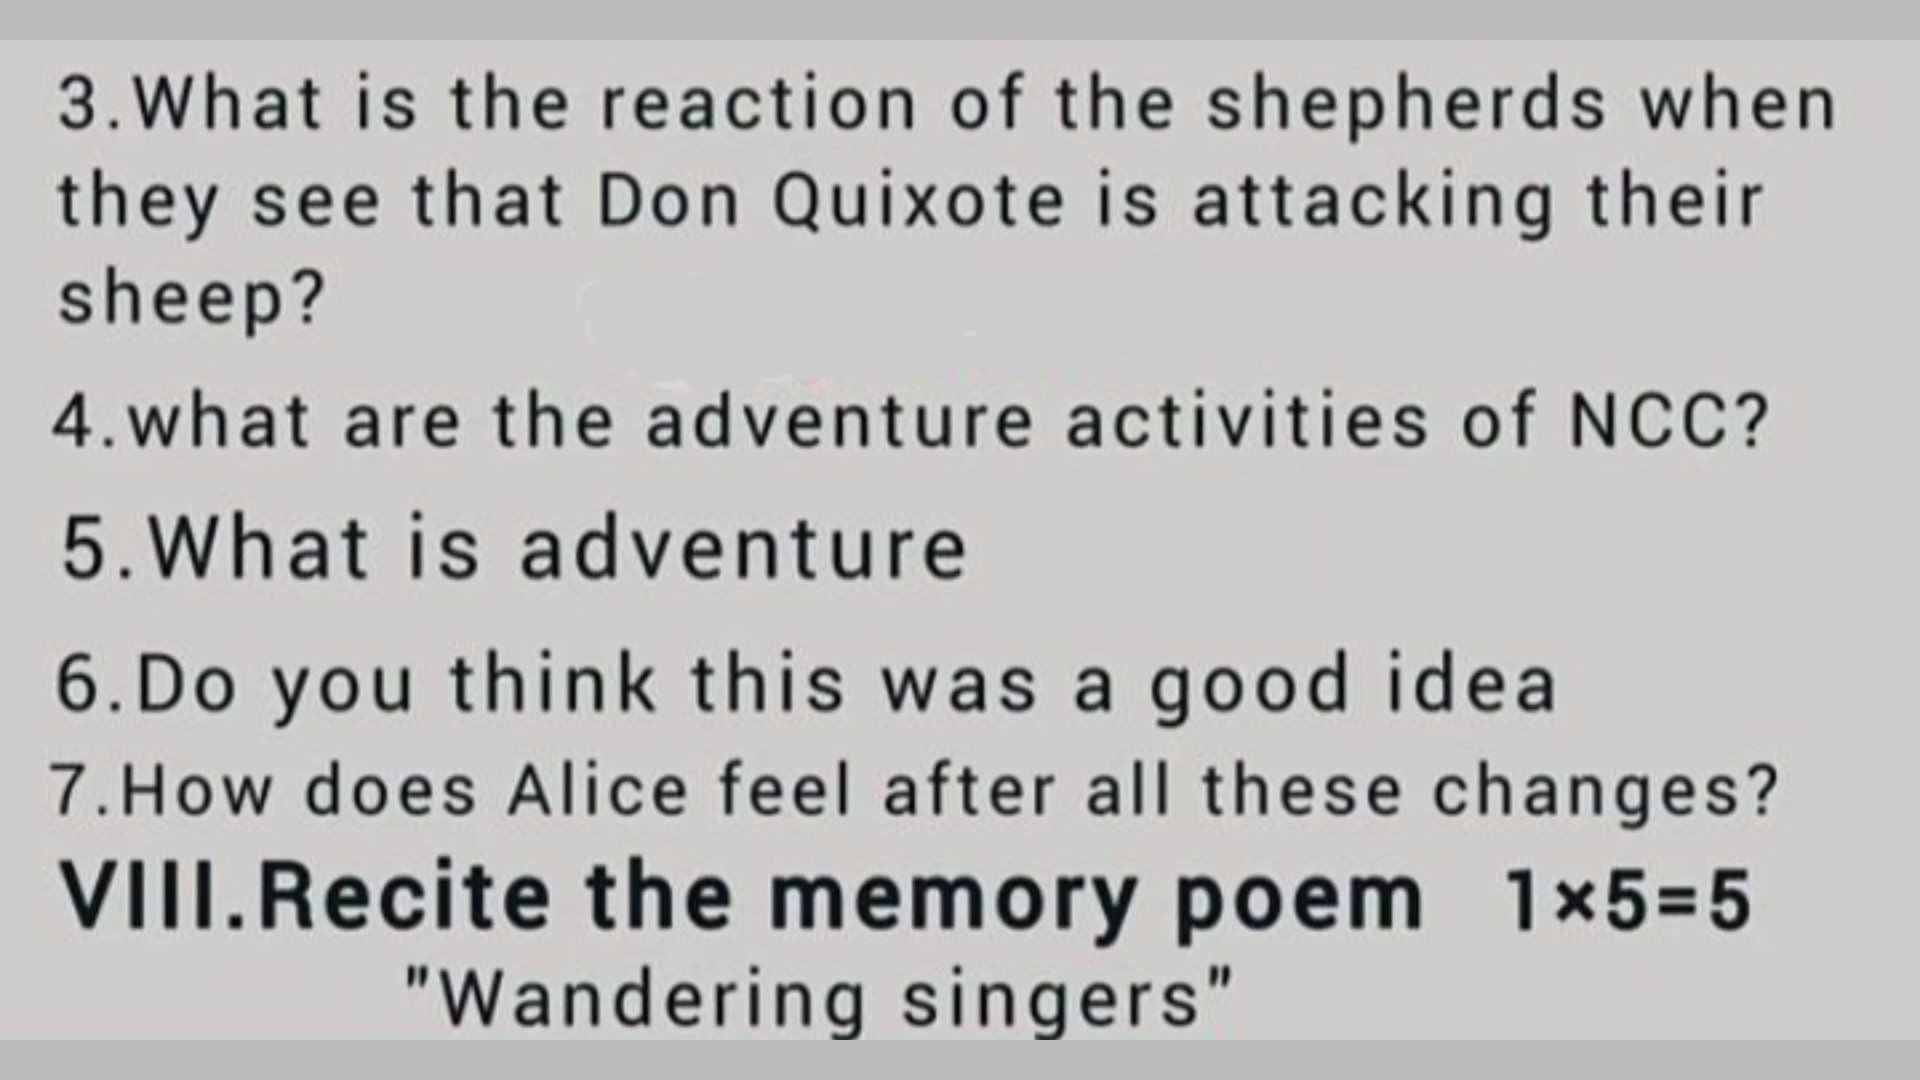 3.What is the reaction of the shepherds when
they see that Don Quixote is attacking their
sheep?
4.what are the adventure activities of NCC?
5.What is adventure
6.Do you think this was a good idea
7.How does Alice feel after all these changes?
VIII.Recite the memory poem 1×5=5
"Wandering singers"